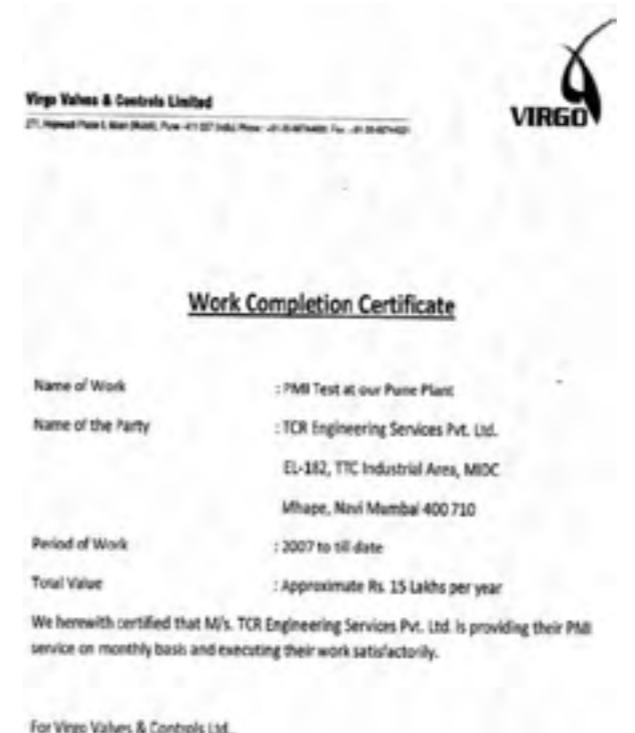 VIRGO
Virgo Valves & Controls Limited
Work Completion Certificate
Name of Work : PMI Test at our Pune Plant
Name of the Party : TCR Engineering Services Pvt. Ltd.
EL-182, TTC Industrial Area, MIDC
Mhape, Navi Mumbai 400 710
Period of Work : 2007 to till date
Total Value : Approximate Rs. 15 Lakhs per year
We herewith certified that M/s. TCR Engineering Services Pvt. Ltd. is providing their PMI
service on monthly basis and executing their work satisfactorily.
For Virgo Valves & Controls Ltd.